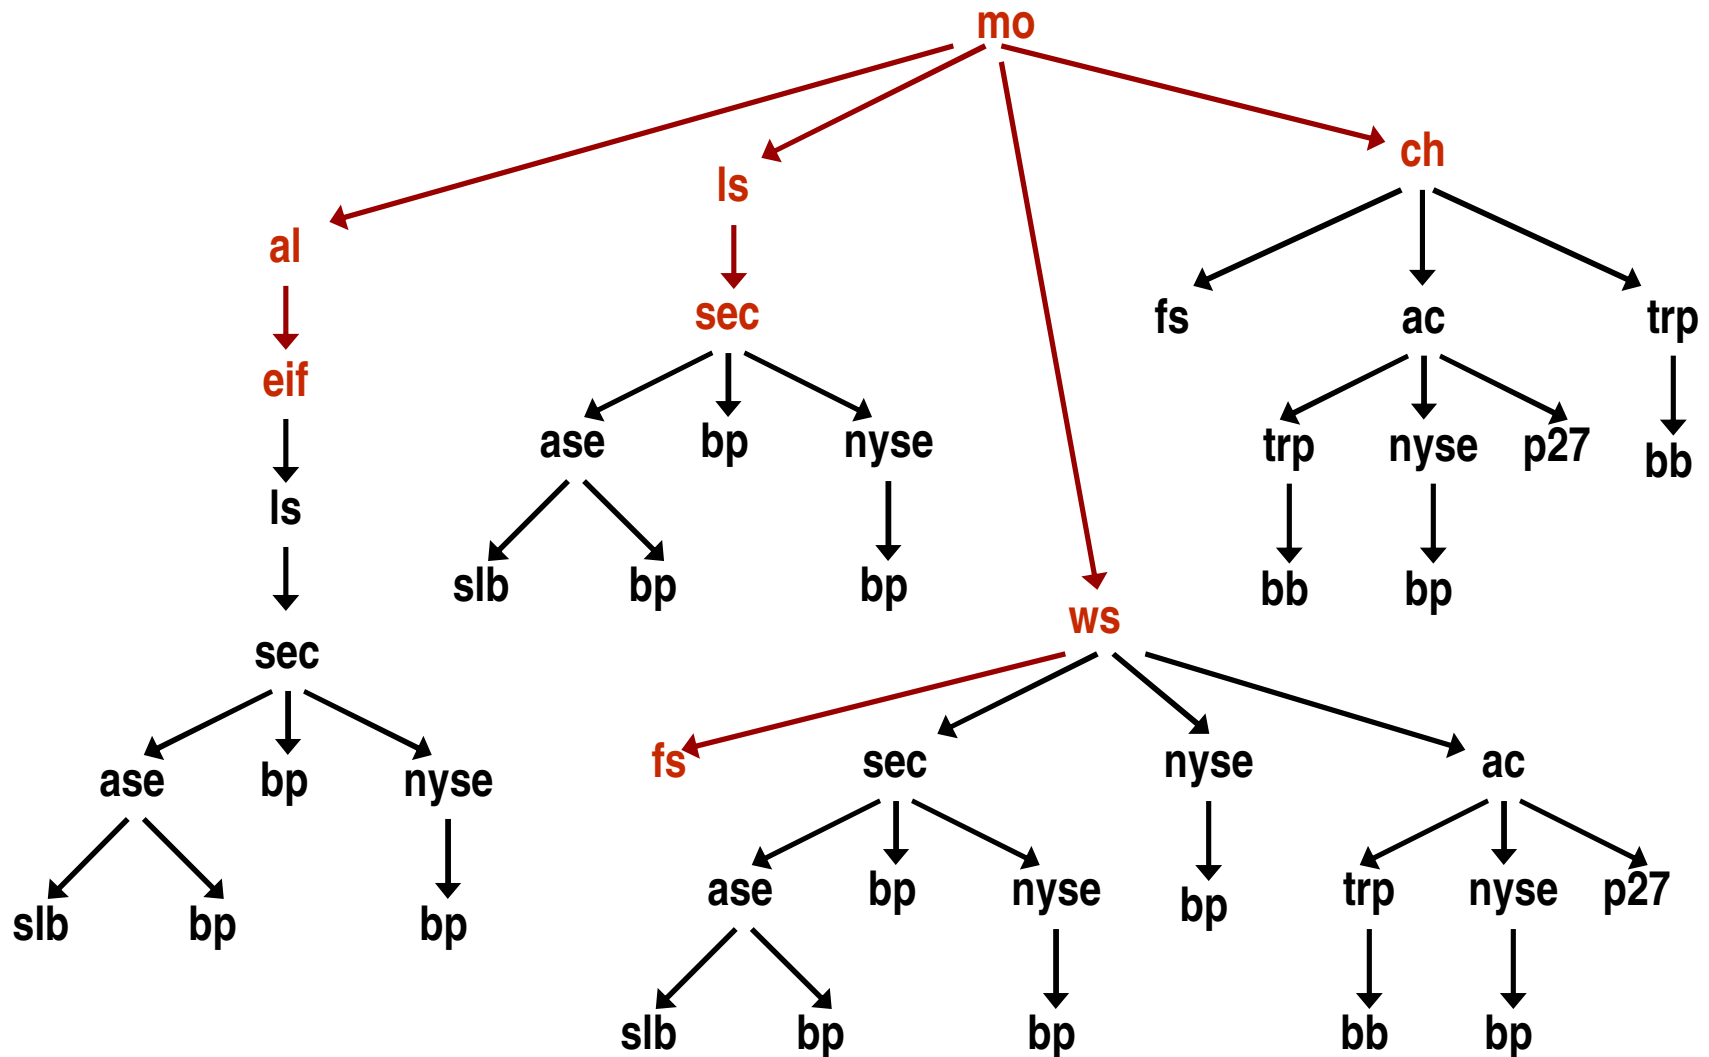 mo
ch
ls
al
sec
fs ac trp
eif
ase bp nyse
trp nyse p27 bb
ls
slb bp bp
bb bp
ws
sec
fs sec nyse ac
ase bp nyse
ase bp nyse bp trp nyse p27
slb bp bp
slb bp bp bb bp